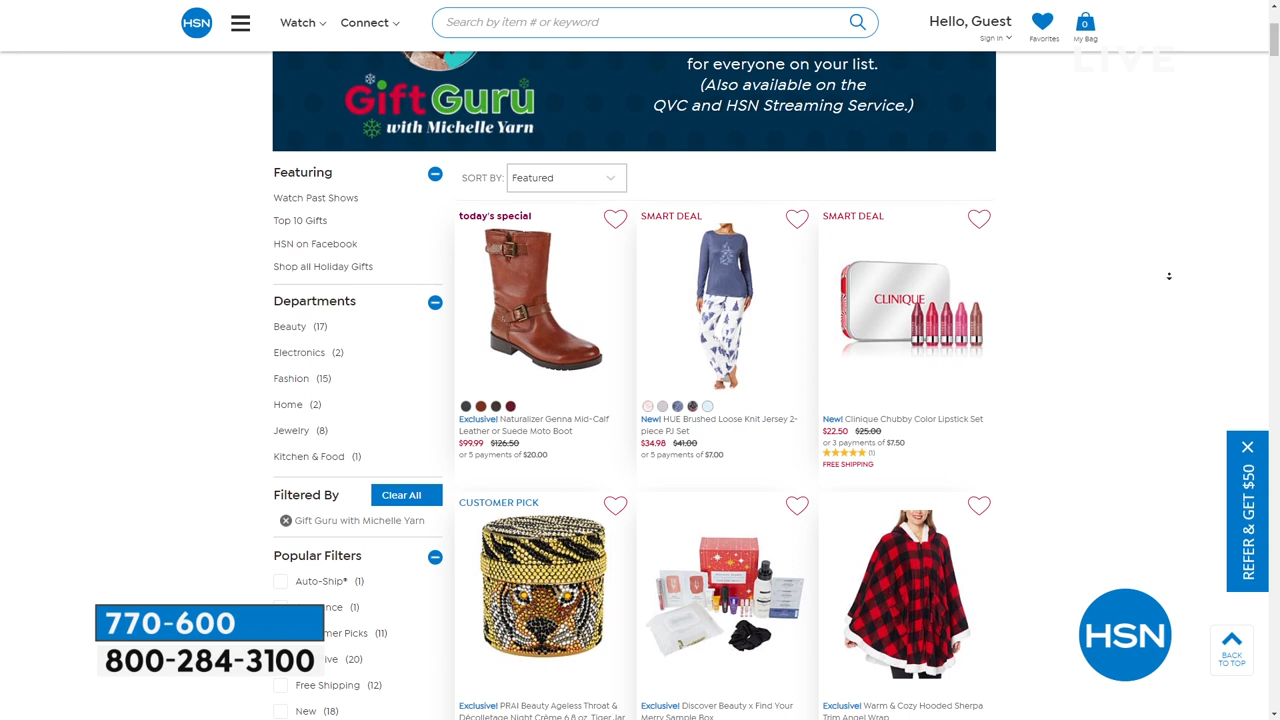 HSN
Watch
Connect
Search by item # or keyword
Hello, Guest
Sign In
Favorites
0
My Bag
LIVE
for everyone on your list.
(Also available on the
QVC and HSN Streaming Service.)
Gift Guru
with Michelle Yarn
Featuring
Watch Past Shows
Top 10 Gifts
HSN on Facebook
Shop all Holiday Gifts
Departments
Beauty (17)
Electronics (2)
Fashion (15)
Home (2)
Jewelry (8)
Kitchen & Food (1)
Filtered By
Clear All
Gift Guru with Michelle Yarn
Popular Filters
Auto-Ship® (1)
(1)
(11)
(20)
Free Shipping (12)
New (18)
SORT BY:
Featured
today's special
Exclusive! Naturalizer Genna Mid-Calf
Leather or Suede Moto Boot
$99.99 $126.50
or 5 payments of $20.00
SMART DEAL
New! HUE Brushed Loose Knit Jersey 2-
piece PJ Set
$34.98 $41.00
or 5 payments of $7.00
SMART DEAL
CLINIQUE
New! Clinique Chubby Color Lipstick Set
$22.50 $25.00
or 3 payments of $7.50
(1)
FREE SHIPPING
CUSTOMER PICK
Exclusive! PRAI Beauty Ageless Throat &
Décolletage Night Crème 6.8 oz. Tiger Jar
Exclusive! Discover Beauty x Find Your
Merry Sample Box
Exclusive! Warm & Cozy Hooded Sherpa
Trim Angel Wrap
REFER & GET $50
770-600
800-284-3100
HSN
BACK
TO TOP